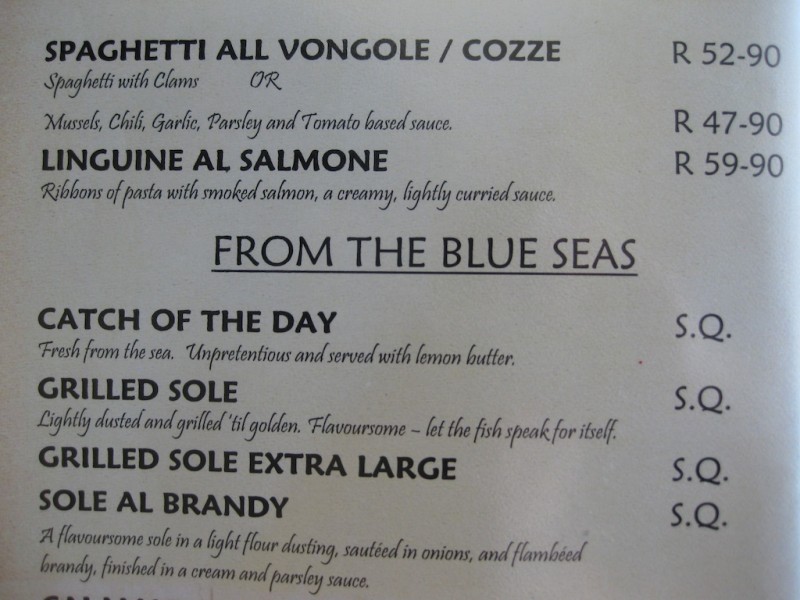 SPAGHETTI ALL VONGOLE / COZZE R 52-90
Spaghetti with Clams OR
Mussels, Chili, Garlic, Parsley and Tomato based sauce. R 47-90
LINGUINE AL SALMONE R 59-90
Ribbons of pasta with smoked salmon, a creamy, lightly curried sauce.
FROM THE BLUE SEAS
CATCH OF THE DAY S.Q.
Fresh from the sea. Unpretentious and served with lemon butter.
GRILLED SOLE S.Q.
Lightly dusted and grilled 'til golden. Flavoursome – let the fish speak for itself.
GRILLED SOLE EXTRA LARGE S.Q.
SOLE AL BRANDY S.Q.
A flavoursome sole in a light flour dusting, sautéed in onions, and flambéed
brandy, finished in a cream and parsley sauce.